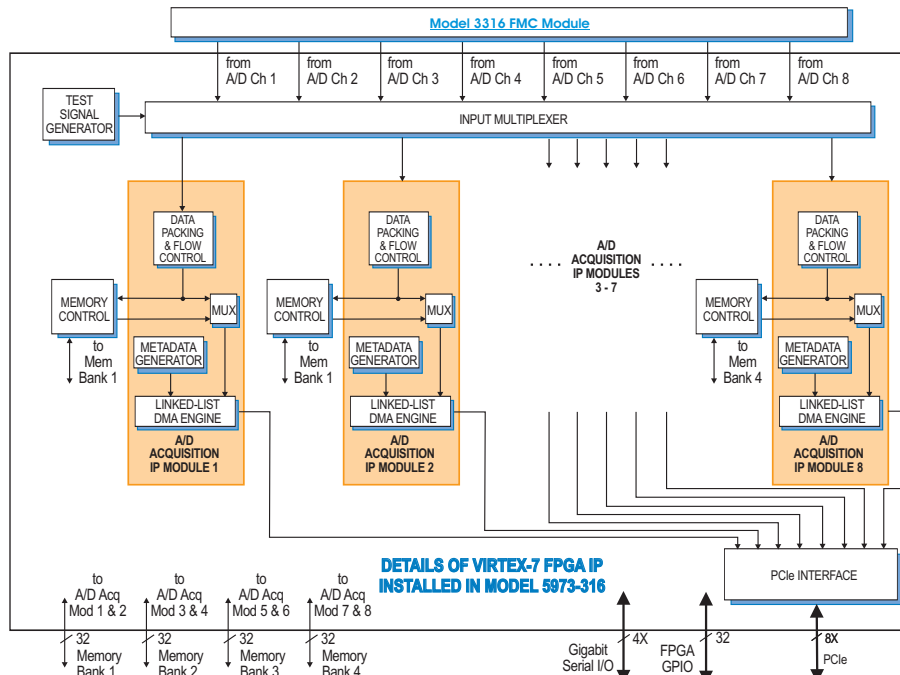 Model 3316 FMC Module
from
A/D Ch 1
from
A/D Ch 2
from
A/D Ch 3
from
A/D Ch 4
from
A/D Ch 5
from
A/D Ch 6
from
A/D Ch 7
from
A/D Ch 8
TEST
SIGNAL
GENERATOR
INPUT MULTIPLEXER
DATA
PACKING
& FLOW
CONTROL
MEMORY
CONTROL
MUX
to
Mem
Bank 1
METADATA
GENERATOR
LINKED-LIST
DMA ENGINE
A/D
ACQUISITION
IP MODULE 1
DATA
PACKING
& FLOW
CONTROL
MEMORY
CONTROL
MUX
to
Mem
Bank 1
METADATA
GENERATOR
LINKED-LIST
DMA ENGINE
A/D
ACQUISITION
IP MODULE 2
A/D
. . . . ACQUISITION . . . .
IP MODULES
3 - 7
DATA
PACKING
& FLOW
CONTROL
MEMORY
CONTROL
MUX
to
Mem
Bank 4
METADATA
GENERATOR
LINKED-LIST
DMA ENGINE
A/D
ACQUISITION
IP MODULE 8
DETAILS OF VIRTEX-7 FPGA IP
INSTALLED IN MODEL 5973-316
PCIe INTERFACE
to
A/D Acq
Mod 1 & 2
to
A/D Acq
Mod 3 & 4
to
A/D Acq
Mod 5 & 6
to
A/D Acq
Mod 7 & 8
32
Memory
Bank 1
32
Memory
Bank 2
32
Memory
Bank 3
32
Memory
Bank 4
4X
Gigabit
Serial I/O
32
FPGA
GPIO
8X
PCIe